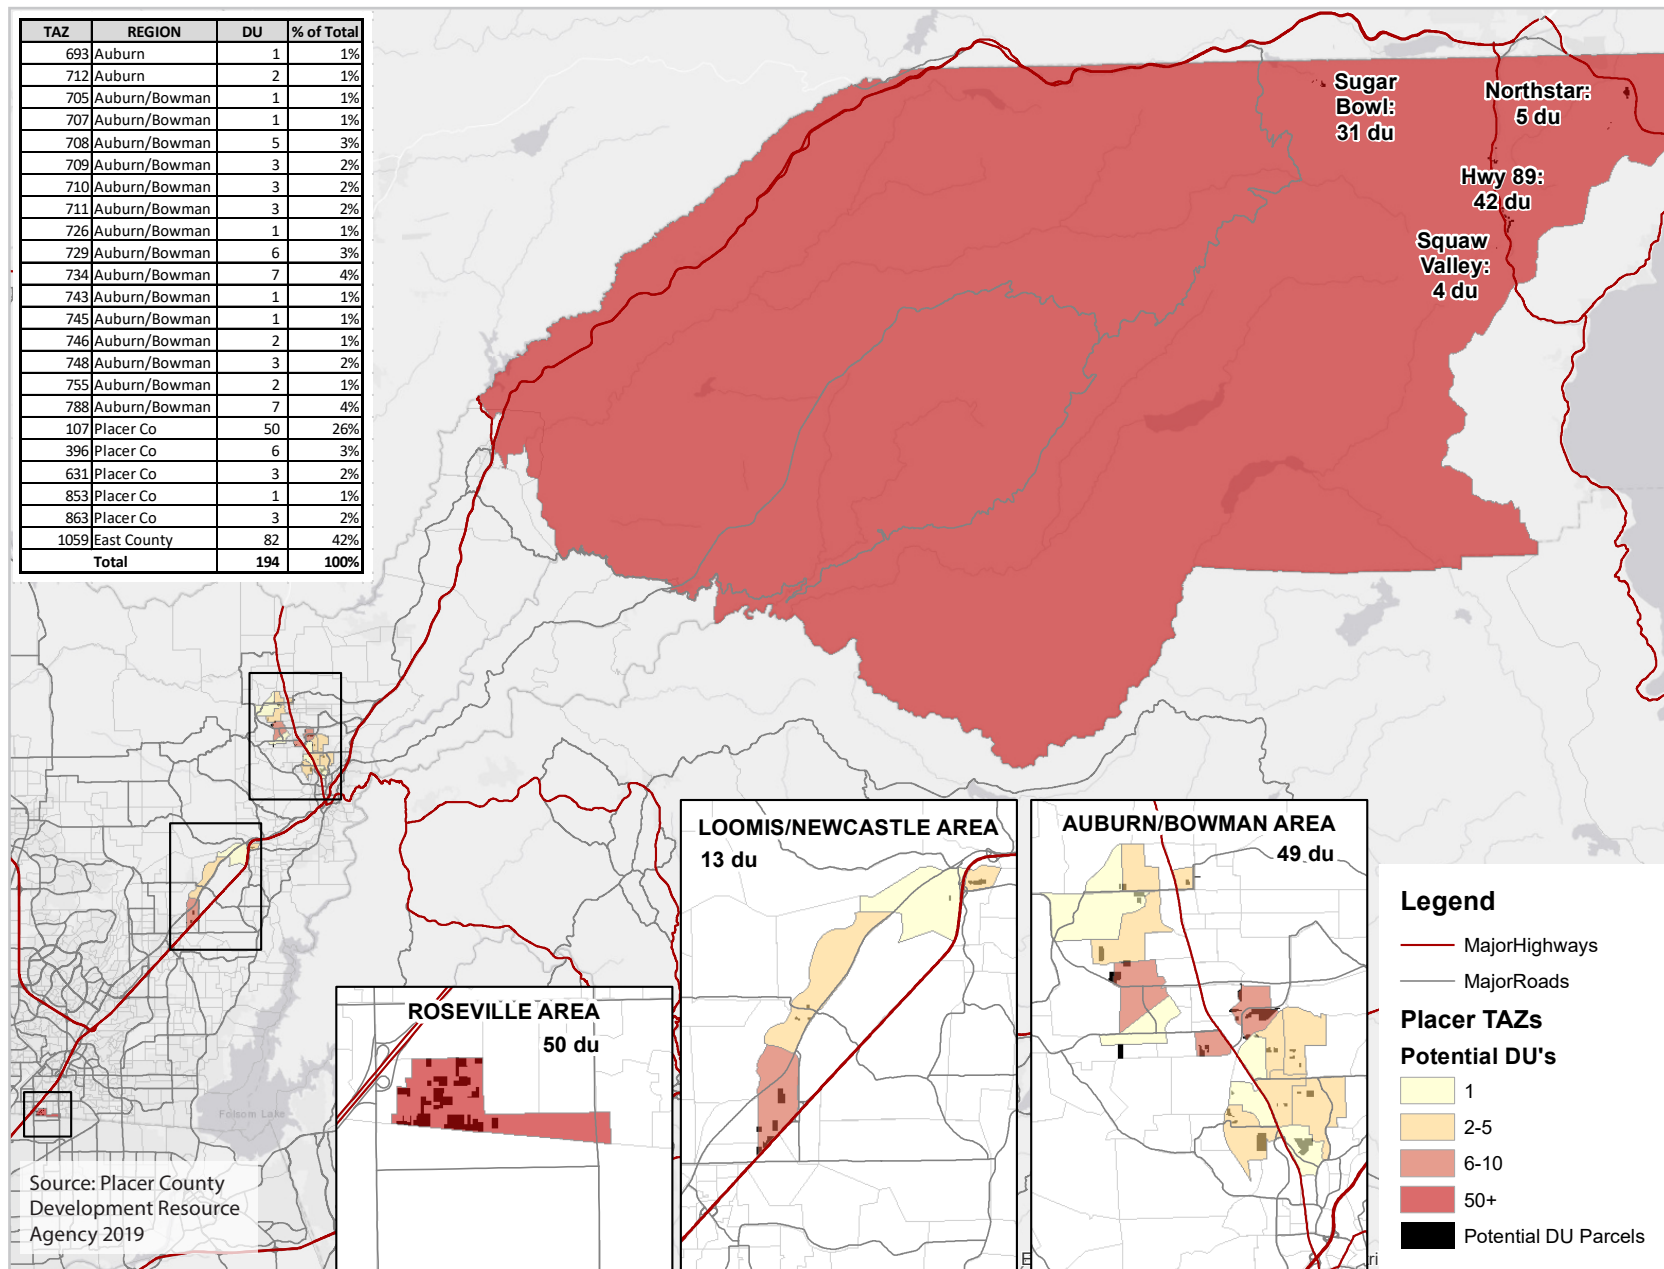 TAZ REGION DU % of Total
693 Auburn 1 1%
712 Auburn 2 1%
705 Auburn/Bowman 1 1%
707 Auburn/Bowman 1 1%
708 Auburn/Bowman 5 3%
709 Auburn/Bowman 3 2%
710 Auburn/Bowman 3 2%
711 Auburn/Bowman 3 2%
726 Auburn/Bowman 1 1%
729 Auburn/Bowman 6 3%
734 Auburn/Bowman 7 4%
743 Auburn/Bowman 1 1%
745 Auburn/Bowman 1 1%
746 Auburn/Bowman 2 1%
748 Auburn/Bowman 3 2%
755 Auburn/Bowman 2 1%
788 Auburn/Bowman 7 4%
107 Placer Co 50 26%
396 Placer Co 6 3%
631 Placer Co 3 2%
853 Placer Co 1 1%
863 Placer Co 3 2%
1059 East County 82 42%
Total 194 100%
Sugar
Bowl:
31 du
Northstar:
5 du
Hwy 89:
42 du
Squaw
Valley:
4 du
LOOMIS/NEWCASTLE AREA
13 du
AUBURN/BOWMAN AREA
49 du
ROSEVILLE AREA
50 du
Folsom Lake
Source: Placer County
Development Resource
Agency 2019
Legend
MajorHighways
MajorRoads
Placer TAZs
Potential DU's
1
2-5
6-10
50+
Potential DU Parcels